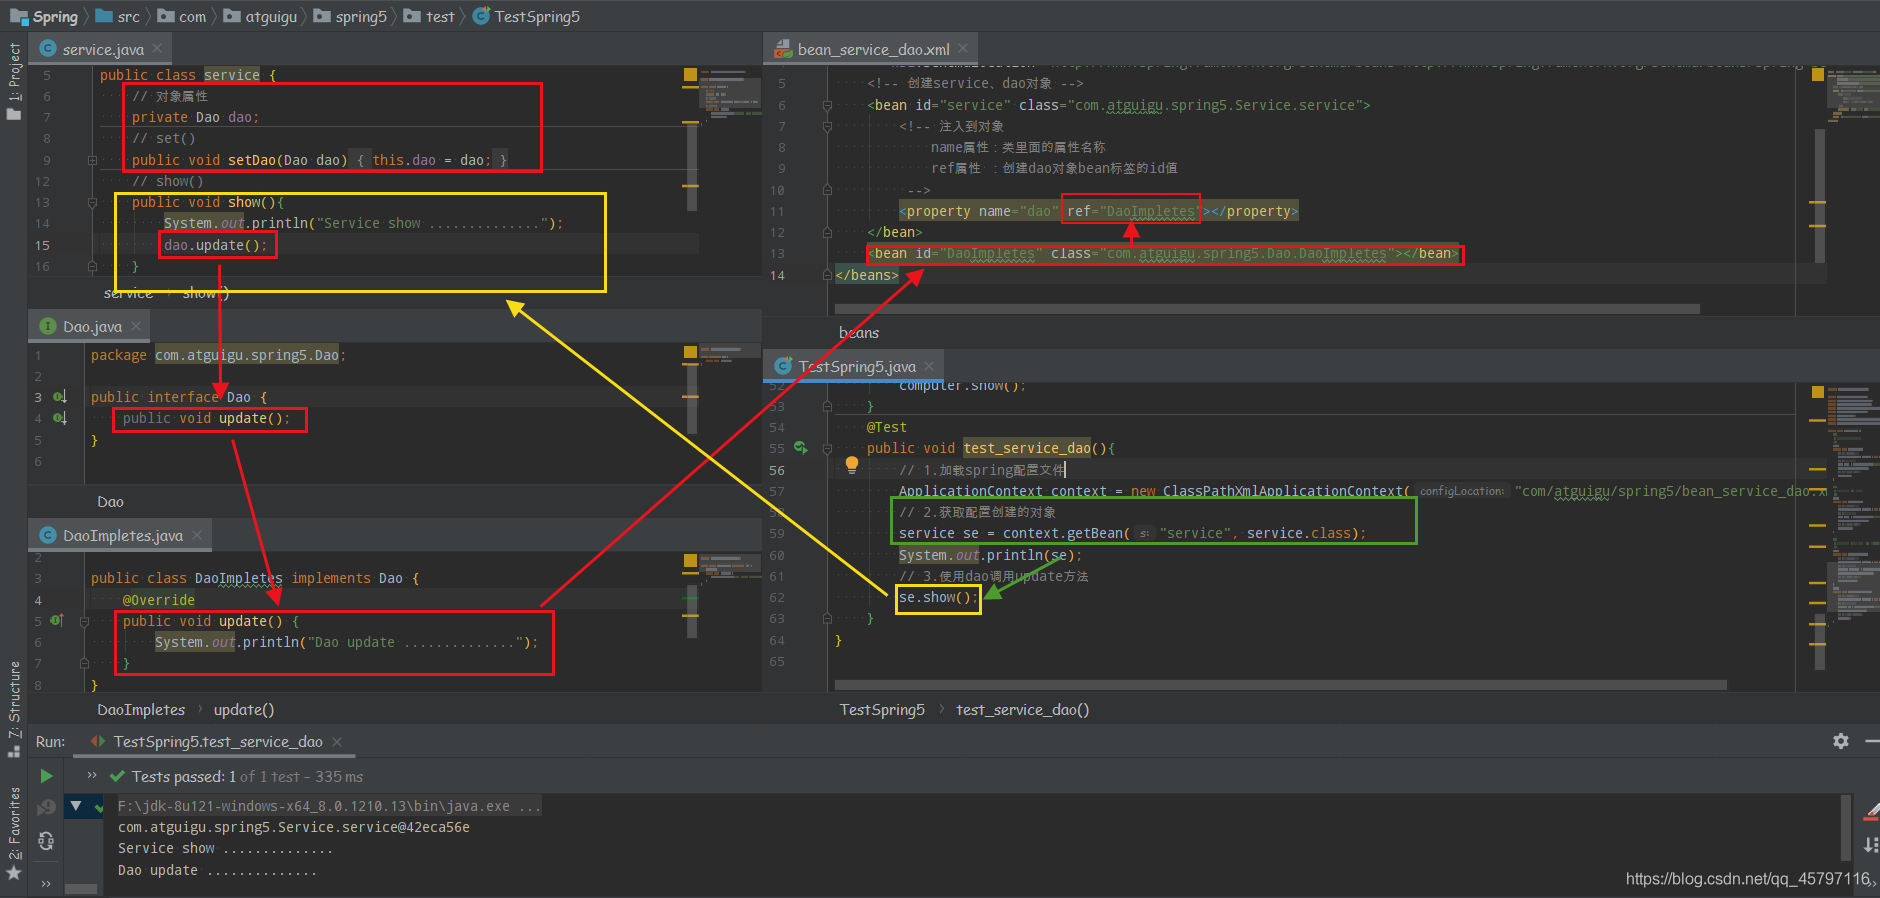 Spring
src
com
atguigu
spring5
test
TestSpring5
1: Project
7: Structure
2: Favorites
service.java
5 public class service {
6 // 对象属性
7 private Dao dao;
8 // set()
9 public void setDao(Dao dao) { this.dao = dao; }
12 // show()
13 public void show(){
14 System.out.println("Service show ..............");
15 dao.update();
16 }
service › show()
Dao.java
1 package com.atguigu.spring5.Dao;
2
3 public interface Dao {
4 public void update();
5 }
6
Dao
DaoImpletes.java
2
3 public class DaoImpletes implements Dao {
4 @Override
5 public void update() {
6 System.out.println("Dao update ..............");
7 }
8 }
DaoImpletes › update()
bean_service_dao.xml
5 <!-- 创建service、dao对象 -->
6 <bean id="service" class="com.atguigu.spring5.Service.service">
7 <!-- 注入到对象
8 name属性：类里面的属性名称
9 ref属性 ：创建dao对象bean标签的id值
10 -->
11 <property name="dao" ref="DaoImpletes"></property>
12 </bean>
13 <bean id="DaoImpletes" class="com.atguigu.spring5.Dao.DaoImpletes"></bean>
14 </beans>
beans
TestSpring5.java
52 computer.show();
53 }
54 @Test
55 public void test_service_dao(){
56 // 1.加载spring配置文件
57 ApplicationContext context = new ClassPathXmlApplicationContext( configLocation: "com/atguigu/spring5/bean_service_dao.x
58 // 2.获取配置创建的对象
59 service se = context.getBean( s: "service", service.class);
60 System.out.println(se);
61 // 3.使用dao调用update方法
62 se.show();
63 }
64 }
65
TestSpring5 › test_service_dao()
Run: TestSpring5.test_service_dao
Tests passed: 1 of 1 test – 335 ms
F:\jdk-8u121-windows-x64_8.0.1210.13\bin\java.exe ...
com.atguigu.spring5.Service.service@42eca56e
Service show ..............
Dao update ..............
https://blog.csdn.net/qq_45797116